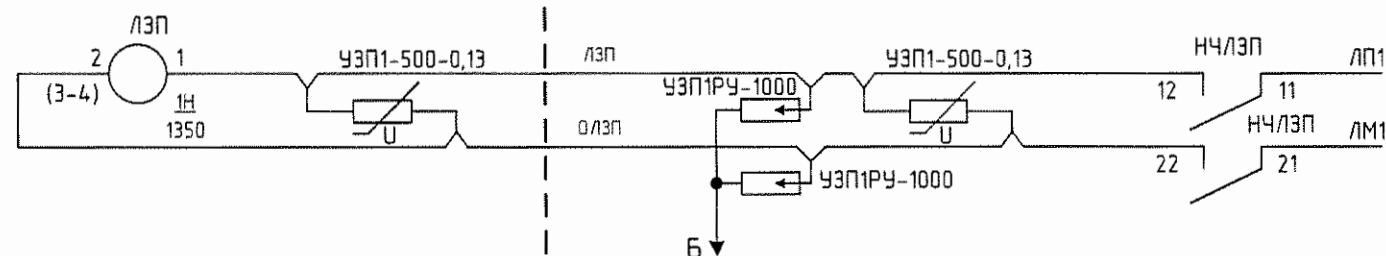 ЛЗП
2 1
(3-4)
1Н
1350
УЗП1-500-0,13
U
ЛЗП
ОЛЗП
УЗП1РУ-1000
УЗП1РУ-1000
Б
УЗП1-500-0,13
U
НЧЛЗП
12 11
ЛП1
НЧЛЗП
22 21
ЛМ1